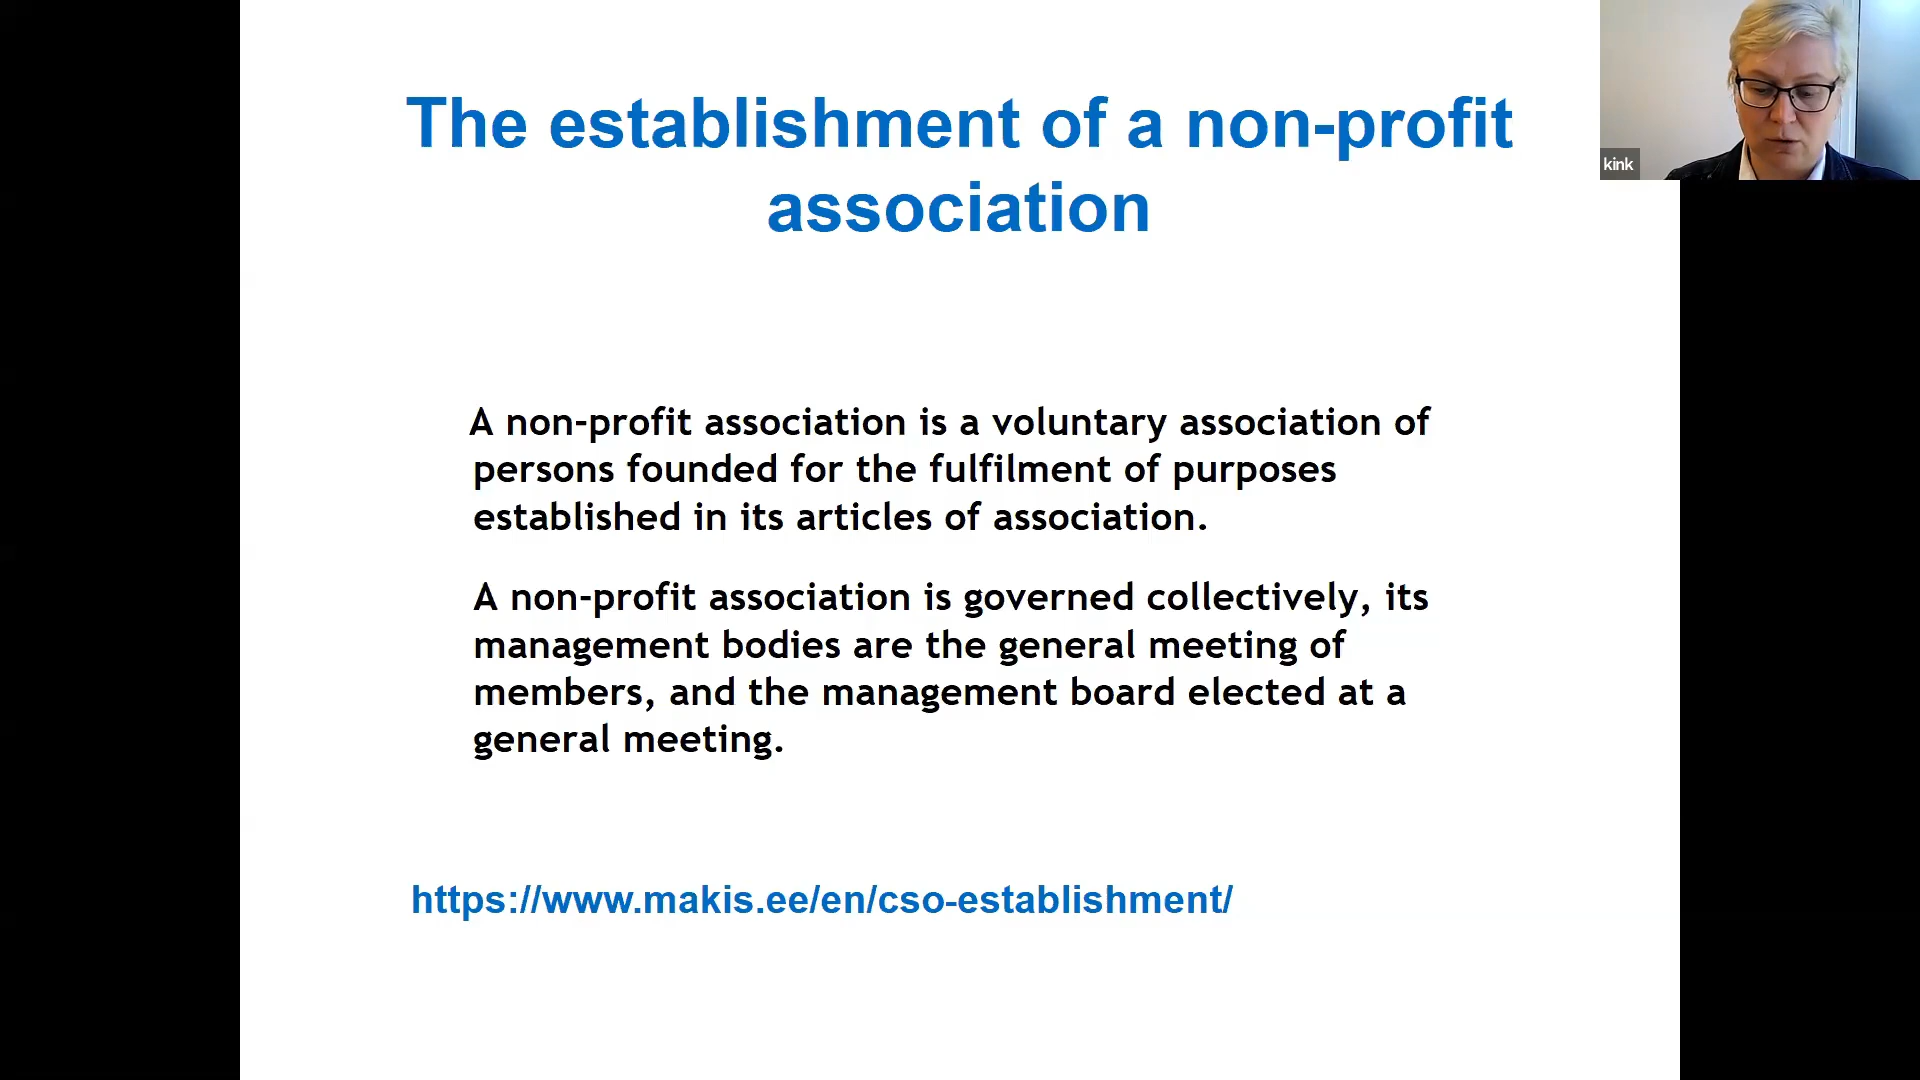 The establishment of a non-profit
association
kink
A non-profit association is a voluntary association of
persons founded for the fulfilment of purposes
established in its articles of association.
A non-profit association is governed collectively, its
management bodies are the general meeting of
members, and the management board elected at a
general meeting.
https://www.makis.ee/en/cso-establishment/